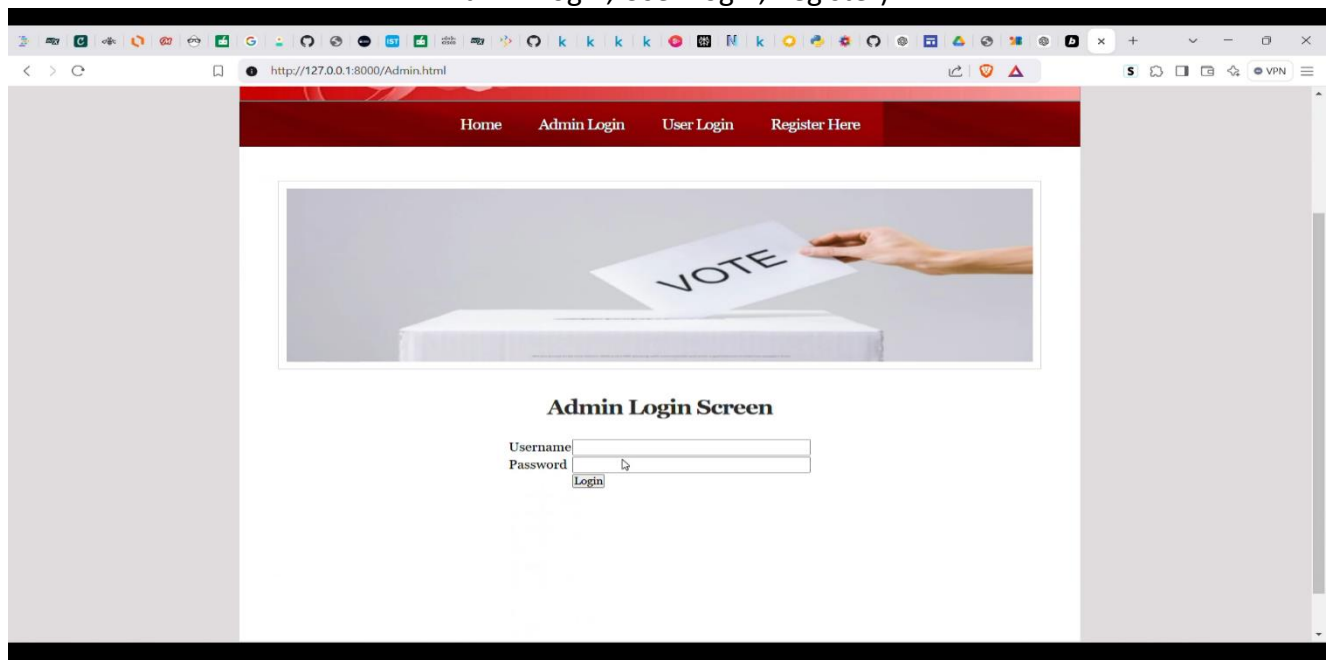 http://127.0.0.1:8000/Admin.html
VPN
Home Admin Login User Login Register Here
VOTE
Admin Login Screen
Username
Password
Login